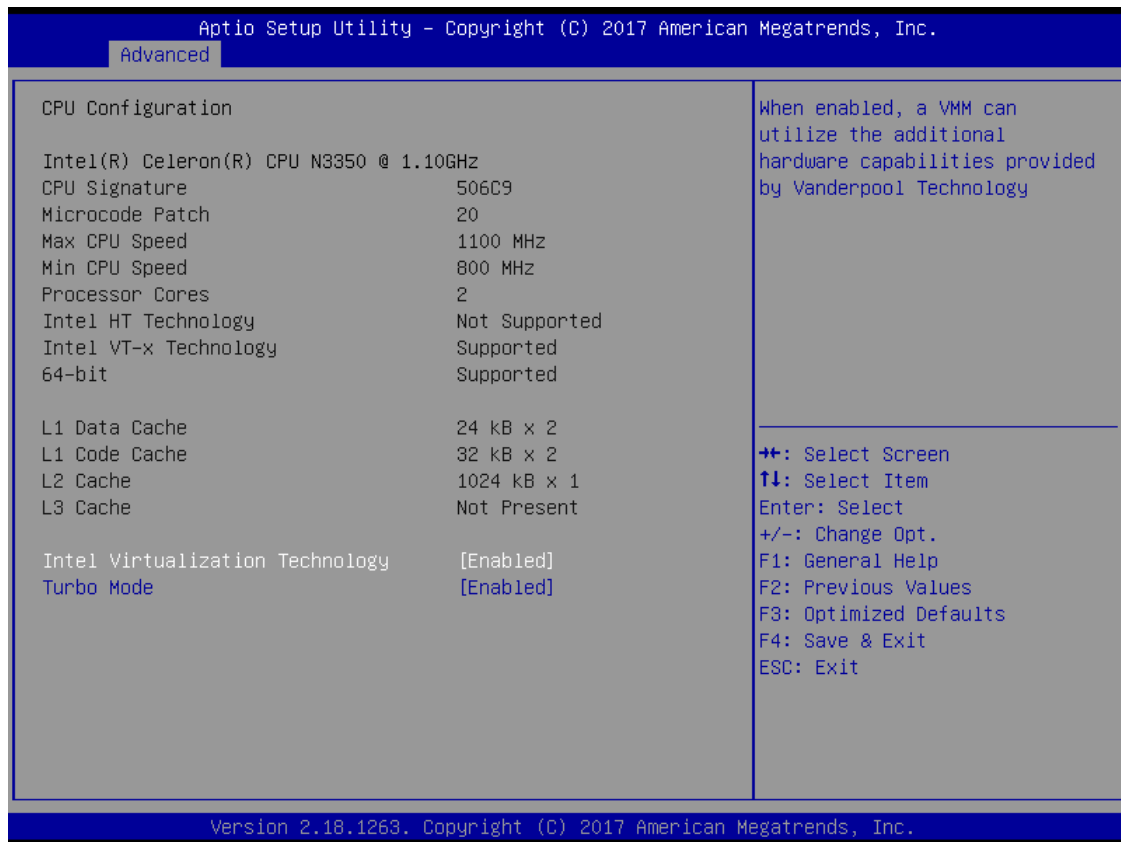 Aptio Setup Utility – Copyright (C) 2017 American Megatrends, Inc.
Advanced
CPU Configuration
Intel(R) Celeron(R) CPU N3350 @ 1.10GHz
CPU Signature 506C9
Microcode Patch 20
Max CPU Speed 1100 MHz
Min CPU Speed 800 MHz
Processor Cores 2
Intel HT Technology Not Supported
Intel VT-x Technology Supported
64-bit Supported
L1 Data Cache 24 kB x 2
L1 Code Cache 32 kB x 2
L2 Cache 1024 kB x 1
L3 Cache Not Present
Intel Virtualization Technology [Enabled]
Turbo Mode [Enabled]
When enabled, a VMM can
utilize the additional
hardware capabilities provided
by Vanderpool Technology
→←: Select Screen
↑↓: Select Item
Enter: Select
+/-: Change Opt.
F1: General Help
F2: Previous Values
F3: Optimized Defaults
F4: Save & Exit
ESC: Exit
Version 2.18.1263. Copyright (C) 2017 American Megatrends, Inc.